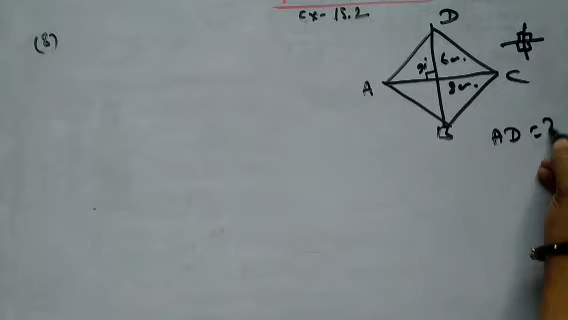 Ex- 15.2
(8)
D
6cm.
A
8cm.
C
B
AD = ?